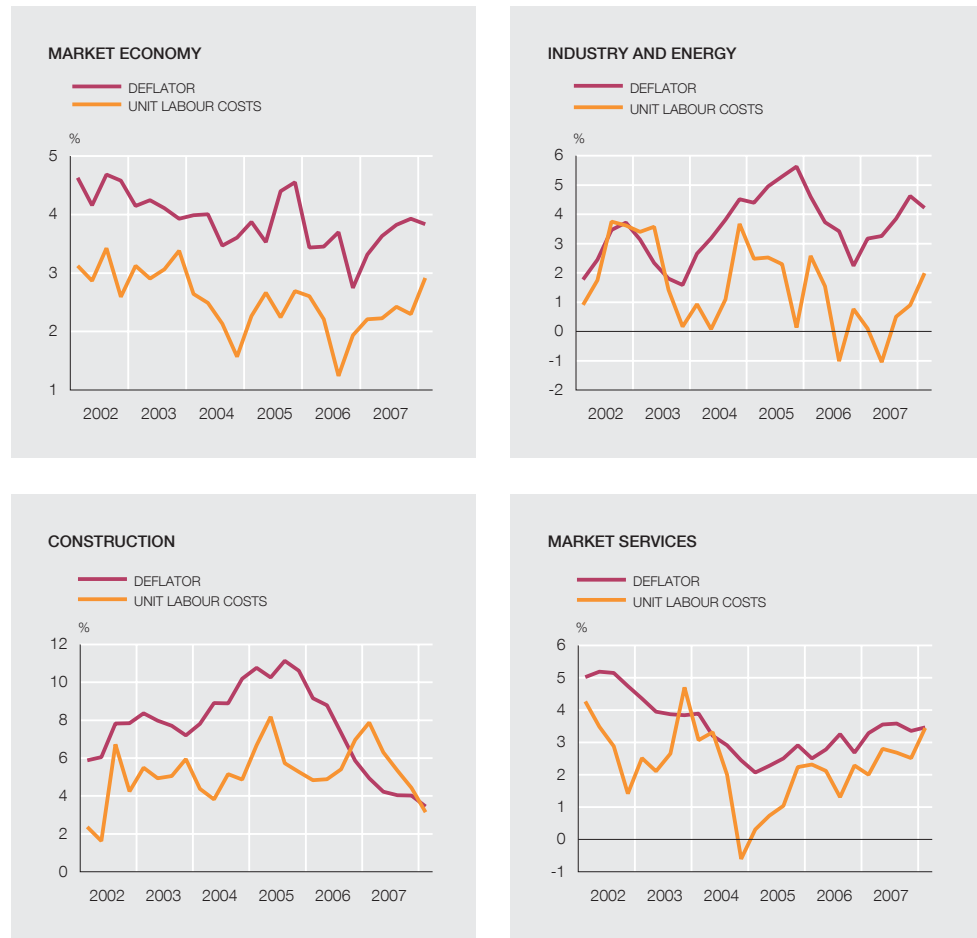 MARKET ECONOMY
DEFLATOR
UNIT LABOUR COSTS
%
5
4
3
2
1
2002 2003 2004 2005 2006 2007
INDUSTRY AND ENERGY
DEFLATOR
UNIT LABOUR COSTS
%
6
5
4
3
2
1
0
-1
-2
2002 2003 2004 2005 2006 2007
CONSTRUCTION
DEFLATOR
UNIT LABOUR COSTS
%
12
10
8
6
4
2
0
2002 2003 2004 2005 2006 2007
MARKET SERVICES
DEFLATOR
UNIT LABOUR COSTS
%
6
5
4
3
2
1
0
-1
2002 2003 2004 2005 2006 2007